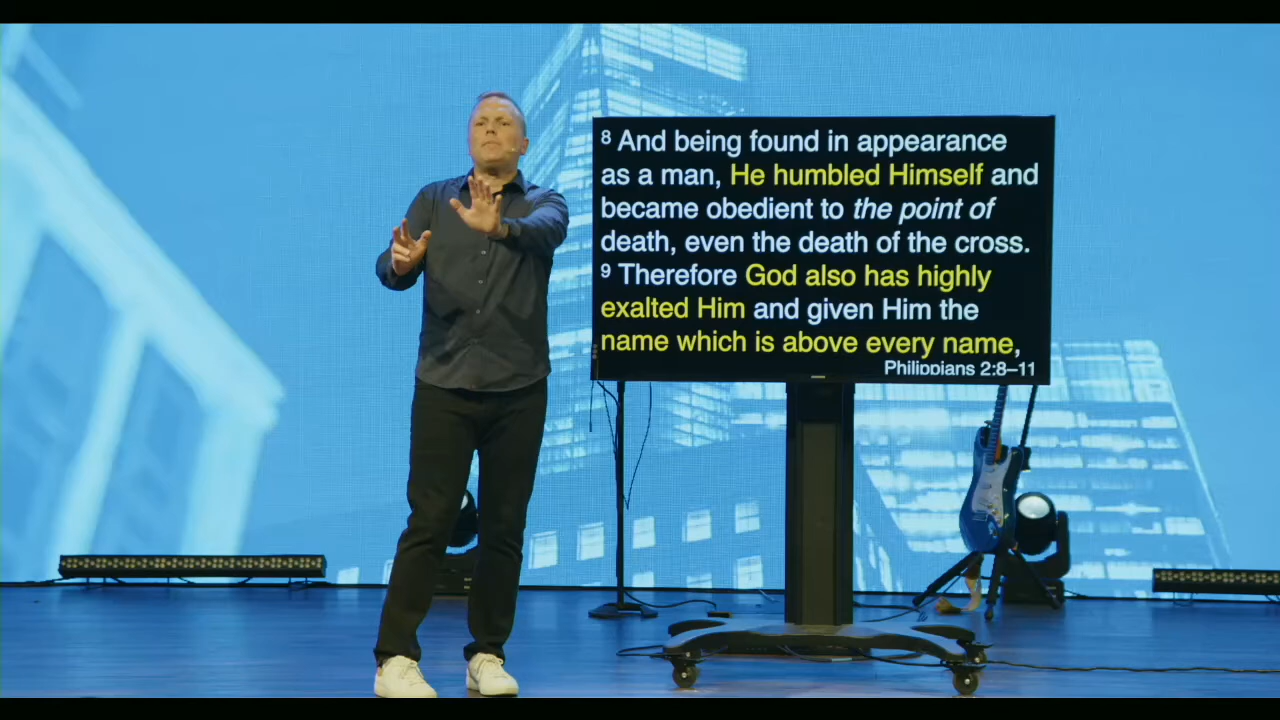 8 And being found in appearance
as a man, He humbled Himself and
became obedient to the point of
death, even the death of the cross.
9 Therefore God also has highly
exalted Him and given Him the
name which is above every name,
Philippians 2:8–11